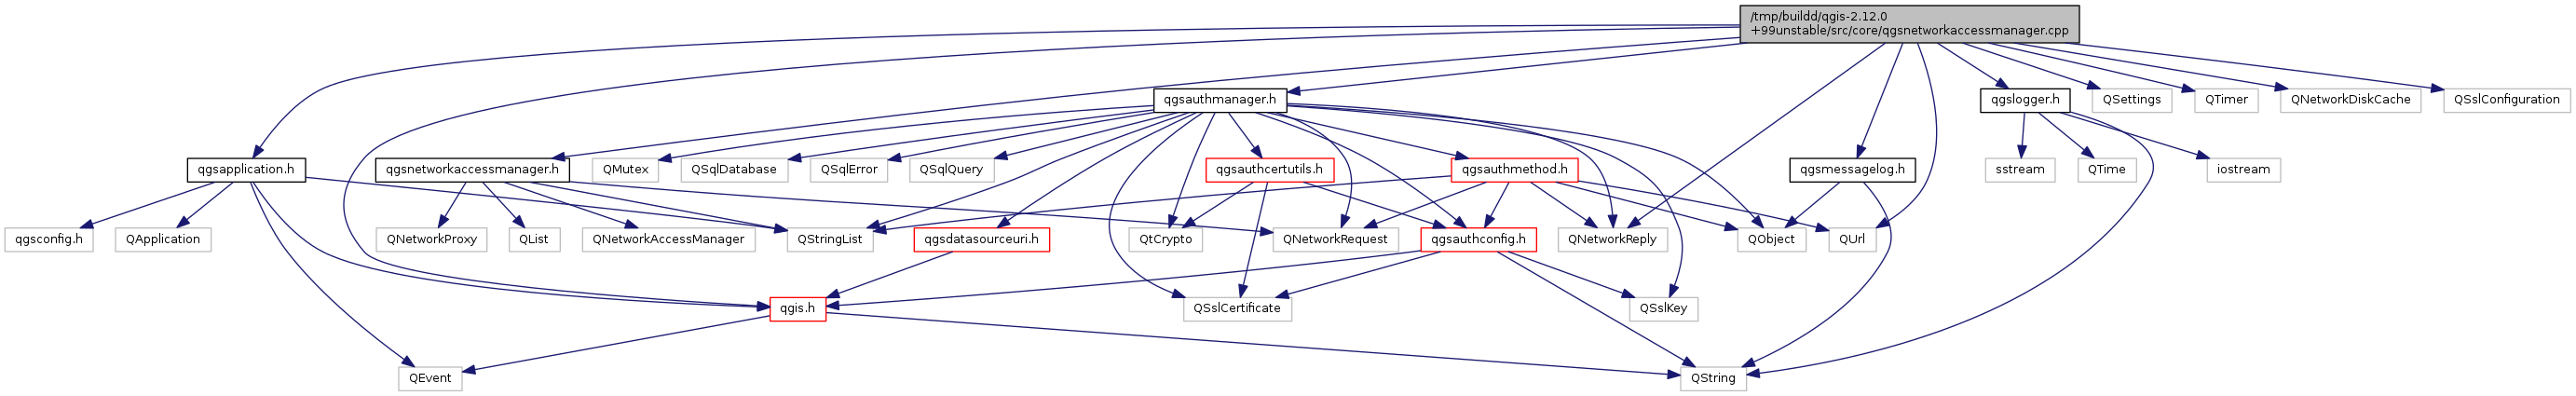 /tmp/buildd/qgis-2.12.0
+99unstable/src/core/qgsnetworkaccessmanager.cpp
qgsauthmanager.h
qgslogger.h
QSettings
QTimer
QNetworkDiskCache
QSslConfiguration
qgsapplication.h
qgsnetworkaccessmanager.h
QMutex
QSqlDatabase
QSqlError
QSqlQuery
qgsauthcertutils.h
qgsauthmethod.h
qgsmessagelog.h
sstream
QTime
iostream
qgsconfig.h
QApplication
QNetworkProxy
QList
QNetworkAccessManager
QStringList
qgsdatasourceuri.h
QtCrypto
QNetworkRequest
qgsauthconfig.h
QNetworkReply
QObject
QUrl
qgis.h
QSslCertificate
QSslKey
QEvent
QString